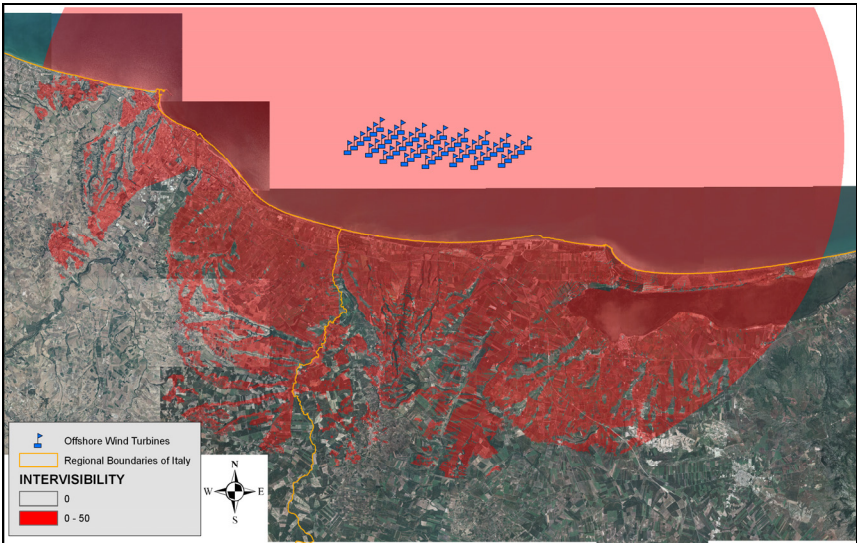 Offshore Wind Turbines
Regional Boundaries of Italy
INTERVISIBILITY
0
0 - 50
N
W E
S